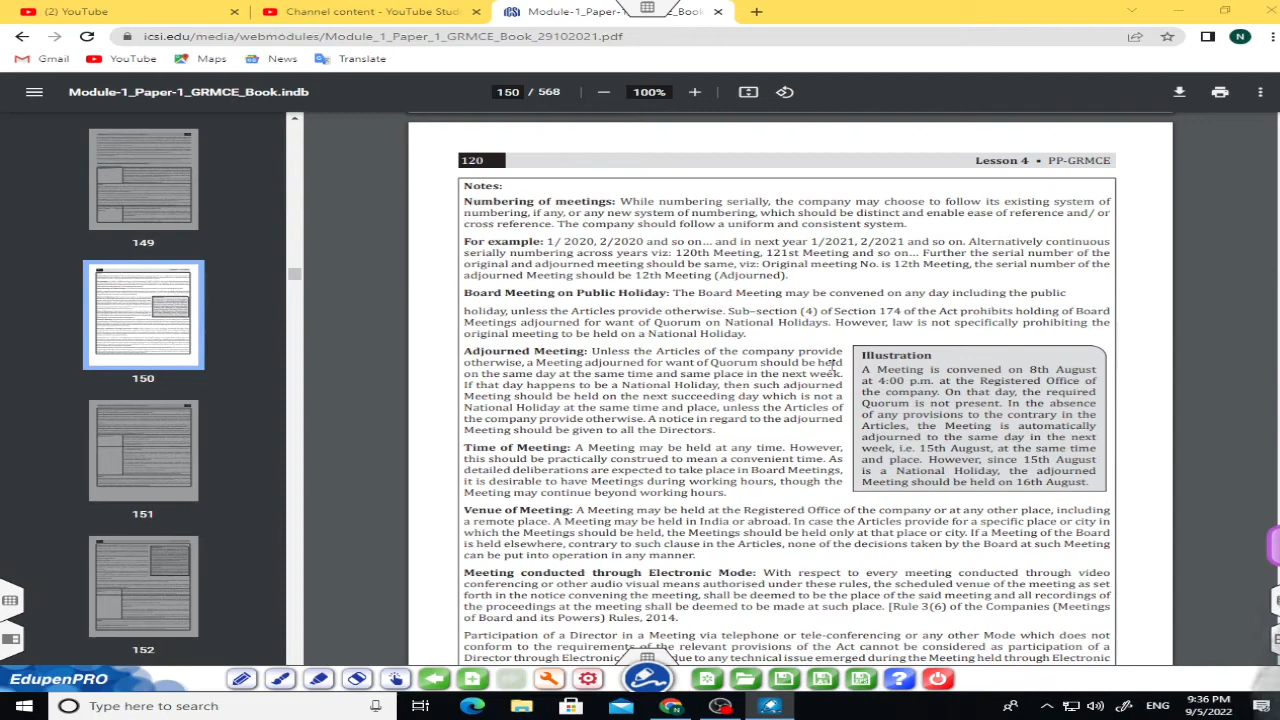 (2) YouTube
Channel content - YouTube Stud
ICSI
Module-1_Paper-1
_Book_
icsi.edu/media/webmodules/Module_1_Paper_1_GRMCE_Book_29102021.pdf
N
Gmail
YouTube
Maps
News
Translate
Module-1_Paper-1_GRMCE_Book.indb
150 / 568
100%
149
150
151
152
120
Lesson 4 • PP-GRMCE
Notes:
Numbering of meetings: While numbering serially, the company may choose to follow its existing system of
numbering, if any, or any new system of numbering, which should be distinct and enable ease of reference and/ or
cross reference. The company should follow a uniform and consistent system.
For example: 1/ 2020, 2/2020 and so on... and in next year 1/2021, 2/2021 and so on. Alternatively continuous
serially numbering across years viz: 120th Meeting, 121st Meeting and so on... Further the serial number of the
original and adjourned meeting should be same, viz: Original meeting No. is 12th Meeting, the serial number of the
adjourned Meeting should be 12th Meeting (Adjourned).
Board Meeting on Public Holiday: The Board Meeting may be convened on any day including the public
holiday, unless the Articles provide otherwise. Sub–section (4) of Section 174 of the Act prohibits holding of Board
Meetings adjourned for want of Quorum on National Holidays. However, law is not specifically prohibiting the
original meeting to be held on a National Holiday.
Adjourned Meeting: Unless the Articles of the company provide
otherwise, a Meeting adjourned for want of Quorum should be held
on the same day at the same time and same place in the next week.
If that day happens to be a National Holiday, then such adjourned
Meeting should be held on the next succeeding day which is not a
National Holiday at the same time and place, unless the Articles of
the company provide otherwise. A notice in regard to the adjourned
Meeting should be given to all the Directors.
Time of Meeting: A Meeting may be held at any time. However,
this should be practically construed to mean a convenient time. As
detailed deliberations are expected to take place in Board Meetings,
it is desirable to have Meetings during working hours, though the
Meeting may continue beyond working hours.
Illustration
A Meeting is convened on 8th August
at 4:00 p.m. at the Registered Office of
the company. On that day, the required
Quorum is not present. In the absence
of any provisions to the contrary in the
Articles, the Meeting is automatically
adjourned to the same day in the next
week, i.e. 15th August, at the same time
and place. However, since 15th August
is a National Holiday, the adjourned
Meeting should be held on 16th August.
Venue of Meeting: A Meeting may be held at the Registered Office of the company or at any other place, including
a remote place. A Meeting may be held in India or abroad. In case the Articles provide for a specific place or city in
which the Meetings should be held, the Meetings should be held only at that place or city. If a Meeting of the Board
is held elsewhere, contrary to such clause in the Articles, none of the decisions taken by the Board at such Meeting
can be put into operation in any manner.
Meeting conducted through Electronic Mode: With respect to every meeting conducted through video
conferencing or other audio visual means authorised under these rules, the scheduled venue of the meeting as set
forth in the notice convening the meeting, shall be deemed to be the place of the said meeting and all recordings of
the proceedings at the meeting shall be deemed to be made at such place. [Rule 3(6) of the Companies (Meetings
of Board and its Powers) Rules, 2014.
Participation of a Director in a Meeting via telephone or tele-conferencing or any other Mode which does not
conform to the requirements of the relevant provisions of the Act cannot be considered as participation of a
Director through Electronic due to any technical issue emerged during the Meeting held through Electronic
EdupenPRO
Type here to search
ENG
9:36 PM
9/5/2022